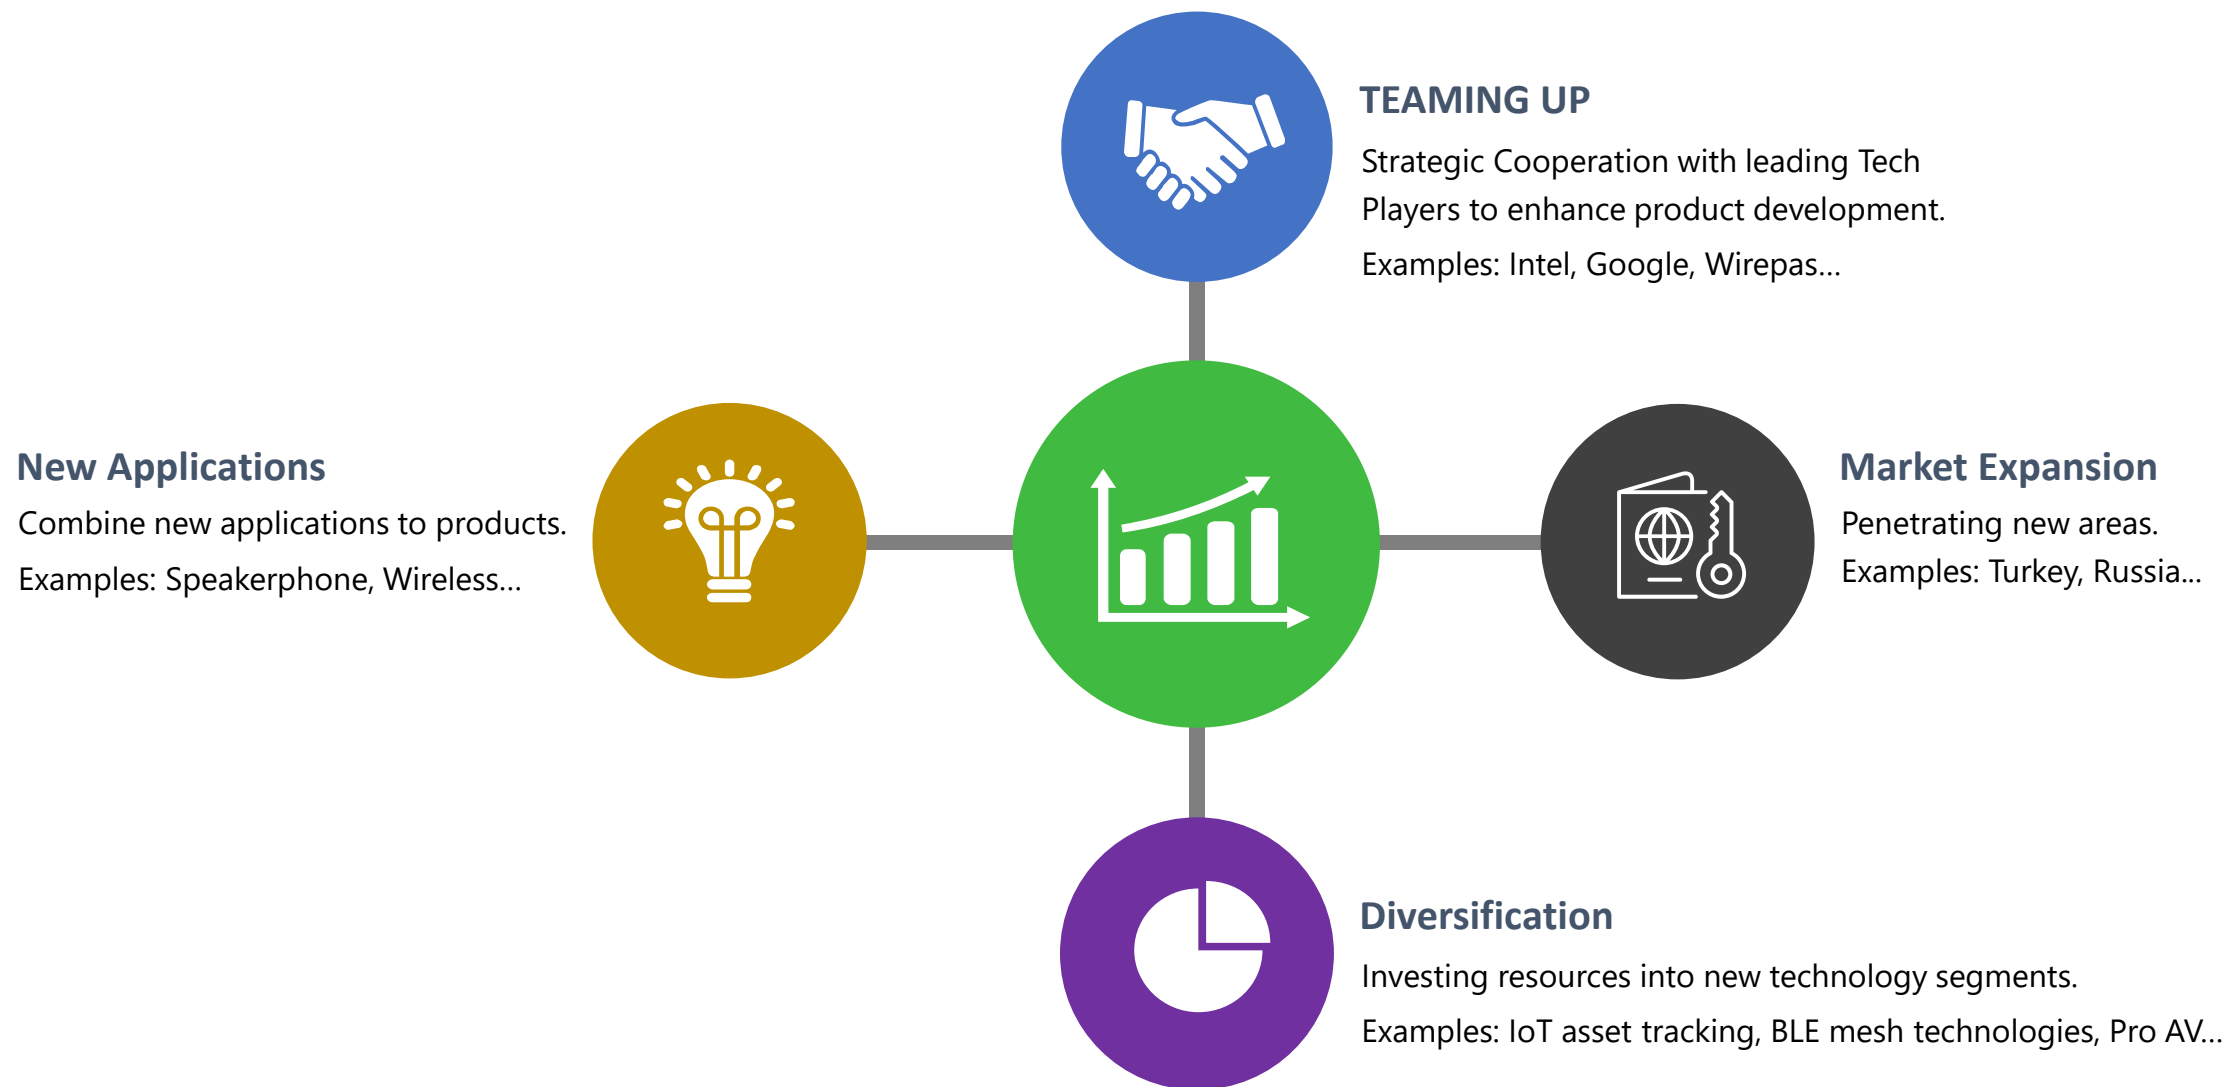 TEAMING UP
Strategic Cooperation with leading Tech
Players to enhance product development.
Examples: Intel, Google, Wirepas...
New Applications
Combine new applications to products.
Examples: Speakerphone, Wireless...
Market Expansion
Penetrating new areas.
Examples: Turkey, Russia...
Diversification
Investing resources into new technology segments.
Examples: IoT asset tracking, BLE mesh technologies, Pro AV...